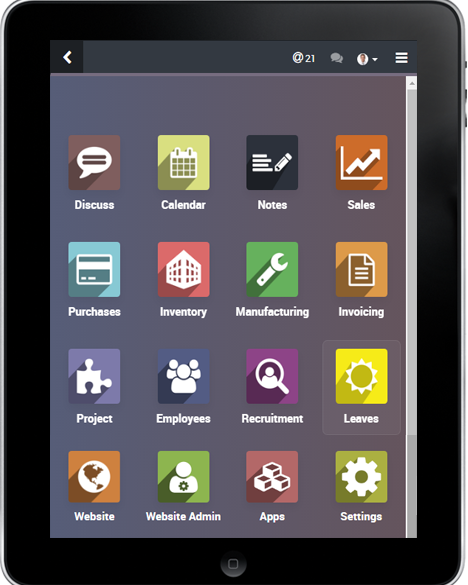 @ 21
Discuss
Calendar
Notes
Sales
Purchases
Inventory
Manufacturing
Invoicing
Project
Employees
Recruitment
Leaves
Website
Website Admin
Apps
Settings